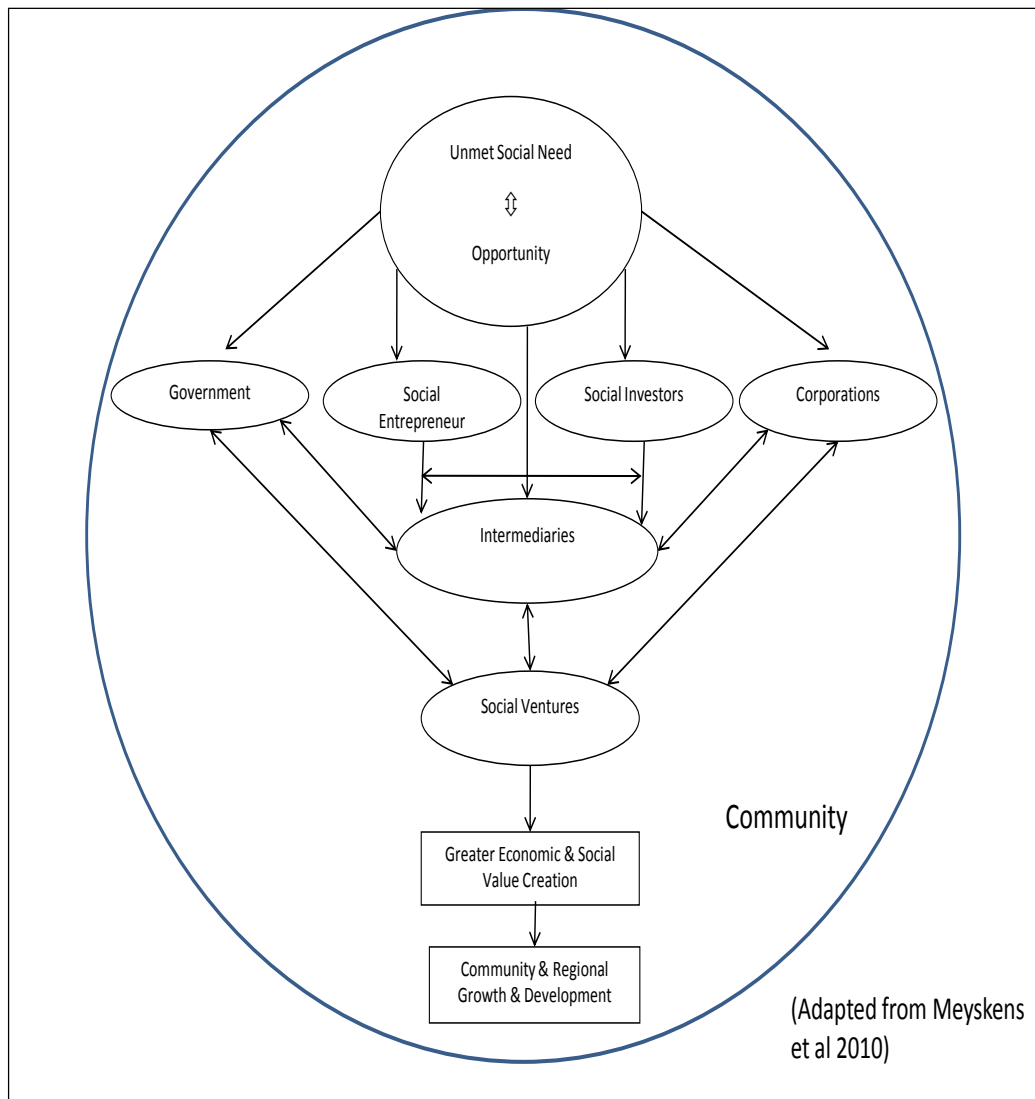 Unmet Social Need
Opportunity
Government
Social
Entrepreneur
Social Investors
Corporations
Intermediaries
Social Ventures
Community
Greater Economic & Social
Value Creation
Community & Regional
Growth & Development
(Adapted from Meyskens
et al 2010)